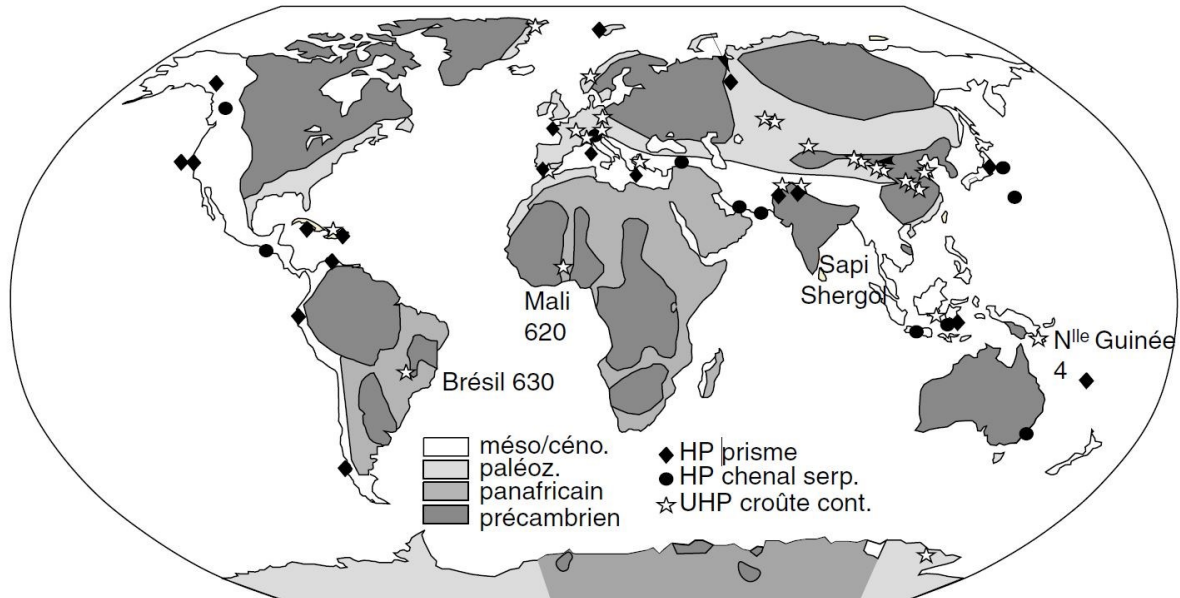 Sapi
Shergol
Mali
620
Nlle Guinée
4
Brésil 630
méso/céno.
paléoz.
panafricain
précambrien
HP prisme
HP chenal serp.
UHP croûte cont.